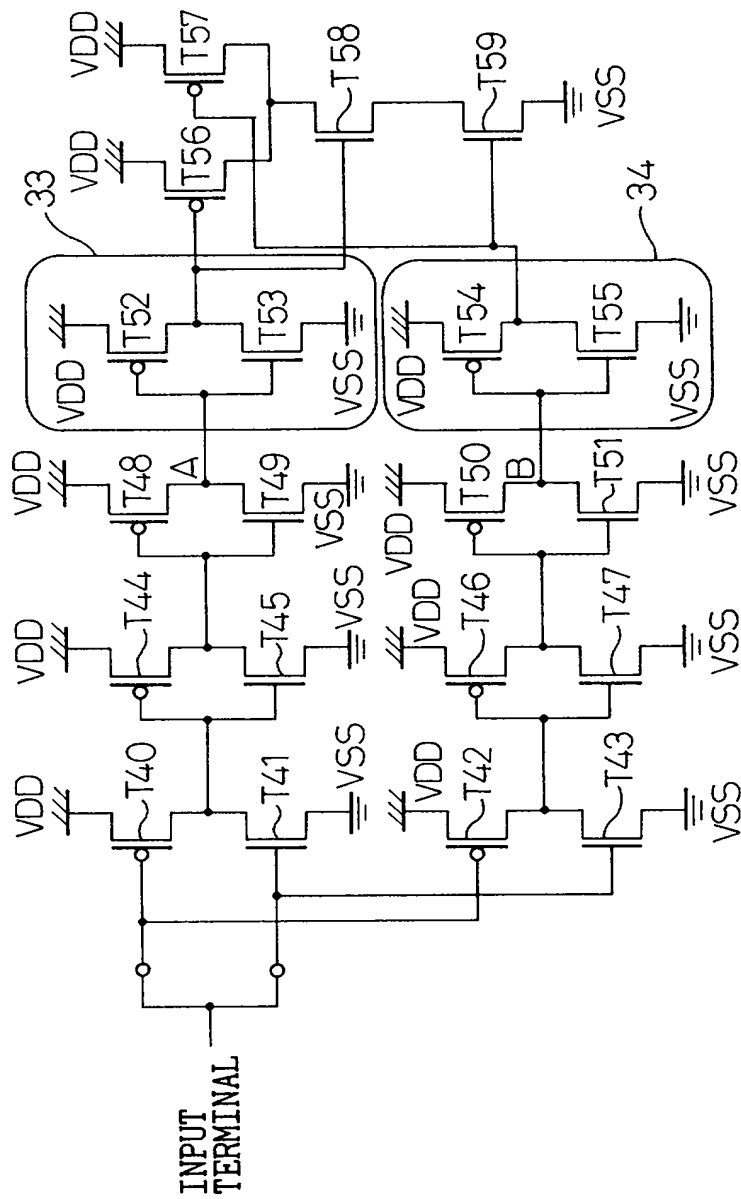 INPUT
TERMINAL
VDD
T40
T41
VSS
VDD
T42
T43
VSS
VDD
T44
T45
VSS
VDD
T46
T47
VSS
VDD
T48
A
T49
VSS
VDD
T50
B
T51
VSS
33
VDD
T52
T53
VSS
34
VDD
T54
T55
VSS
VDD
T56
VDD
T57
T58
T59
VSS